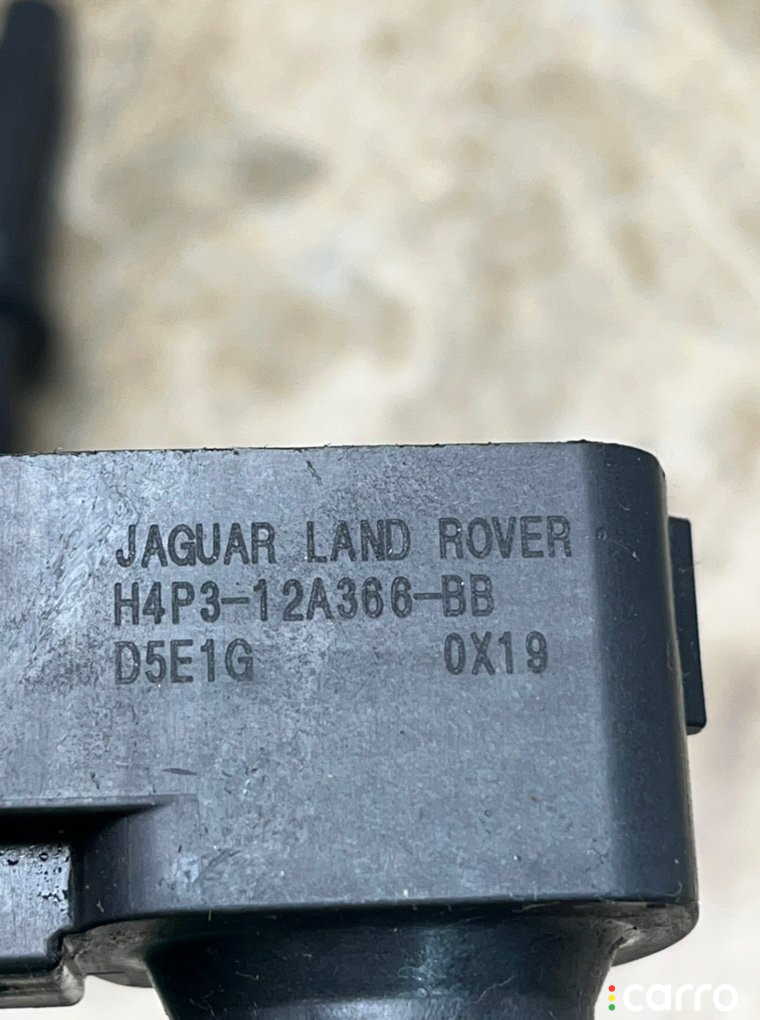 JAGUAR LAND ROVER
H4P3-12A366-BB
D5E1G 0X19
carro